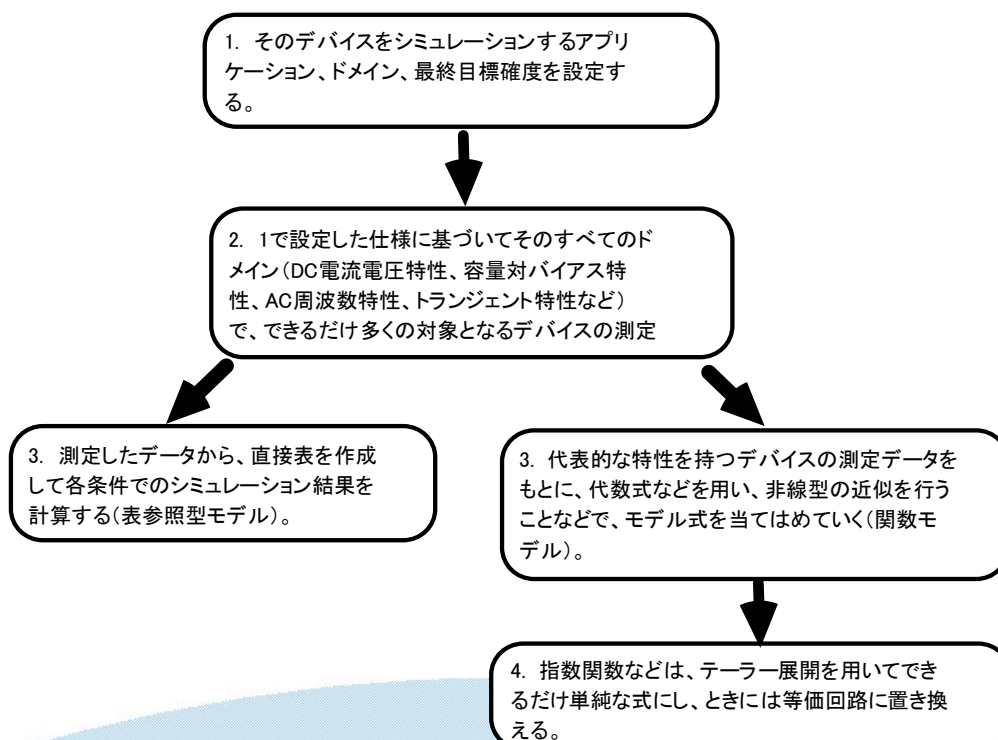 1. そのデバイスをシミュレーションするアプリ
ケーション、ドメイン、最終目標確度を設定す
る。
2. 1で設定した仕様に基づいてそのすべてのド
メイン(DC電流電圧特性、容量対バイアス特
性、AC周波数特性、トランジェント特性など)
で、できるだけ多くの対象となるデバイスの測定
3. 測定したデータから、直接表を作成
して各条件でのシミュレーション結果を
計算する(表参照型モデル)。
3. 代表的な特性を持つデバイスの測定データを
もとに、代数式などを用い、非線型の近似を行う
ことなどで、モデル式を当てはめていく(関数モ
デル)。
4. 指数関数などは、テーラー展開を用いてでき
るだけ単純な式にし、ときには等価回路に置き換
える。